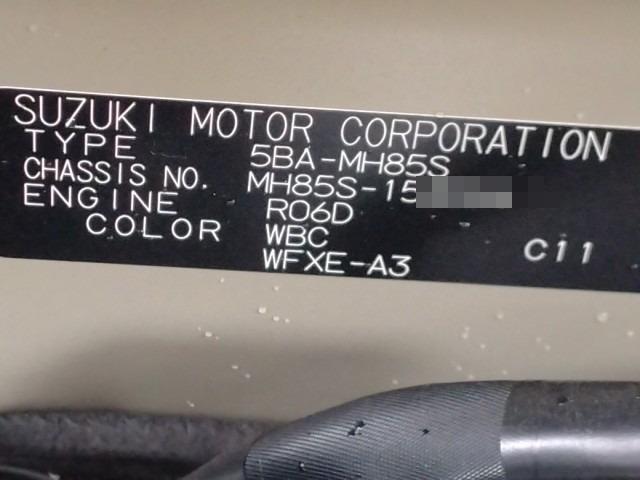 SUZUKI MOTOR CORPORATION
TYPE 5BA-MH85S
CHASSIS NO. MH85S-15
ENGINE R06D
COLOR WBC
WFXE-A3 C11